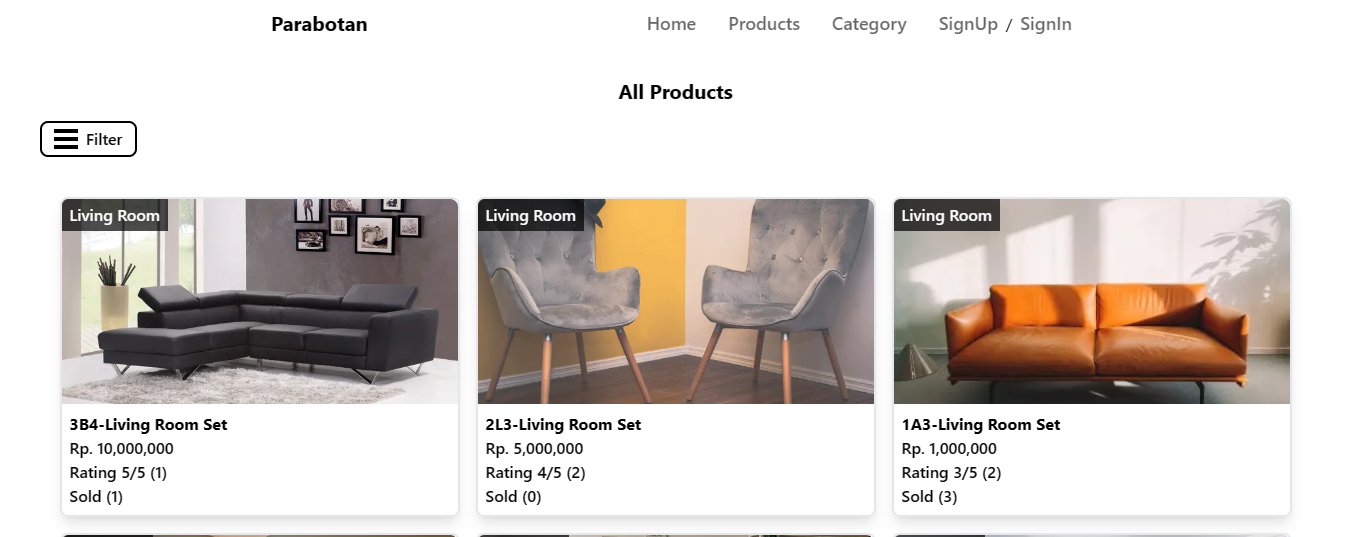 Parabotan
Home Products Category SignUp / SignIn
All Products
Filter
Living Room
3B4-Living Room Set
Rp. 10,000,000
Rating 5/5 (1)
Sold (1)
Living Room
2L3-Living Room Set
Rp. 5,000,000
Rating 4/5 (2)
Sold (0)
Living Room
1A3-Living Room Set
Rp. 1,000,000
Rating 3/5 (2)
Sold (3)